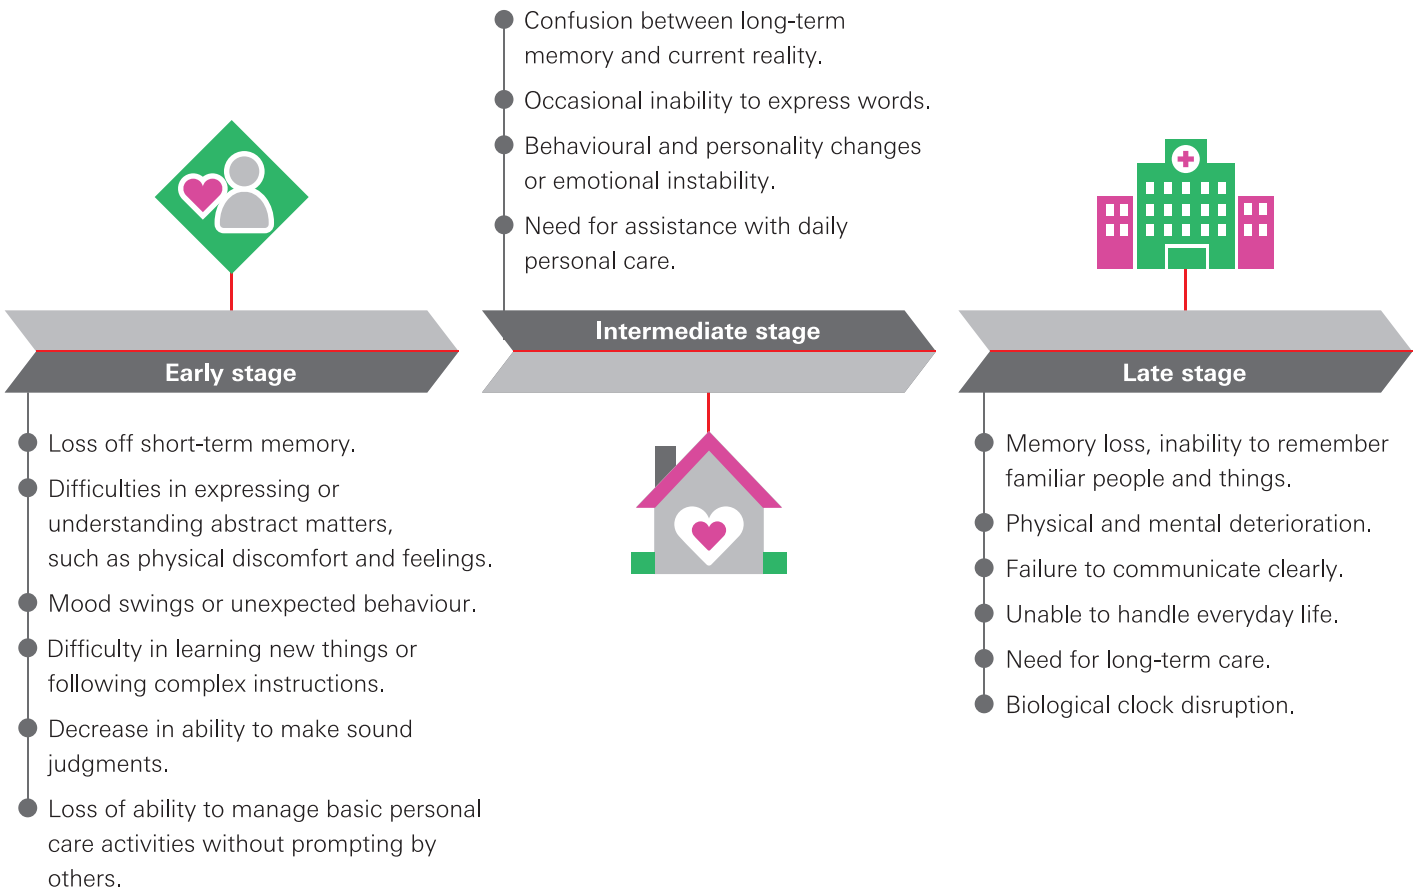 Early stage
Loss off short-term memory.
Difficulties in expressing or
understanding abstract matters,
such as physical discomfort and feelings.
Mood swings or unexpected behaviour.
Difficulty in learning new things or
following complex instructions.
Decrease in ability to make sound
judgments.
Loss of ability to manage basic personal
care activities without prompting by
others.
Confusion between long-term
memory and current reality.
Occasional inability to express words.
Behavioural and personality changes
or emotional instability.
Need for assistance with daily
personal care.
Intermediate stage
Late stage
Memory loss, inability to remember
familiar people and things.
Physical and mental deterioration.
Failure to communicate clearly.
Unable to handle everyday life.
Need for long-term care.
Biological clock disruption.